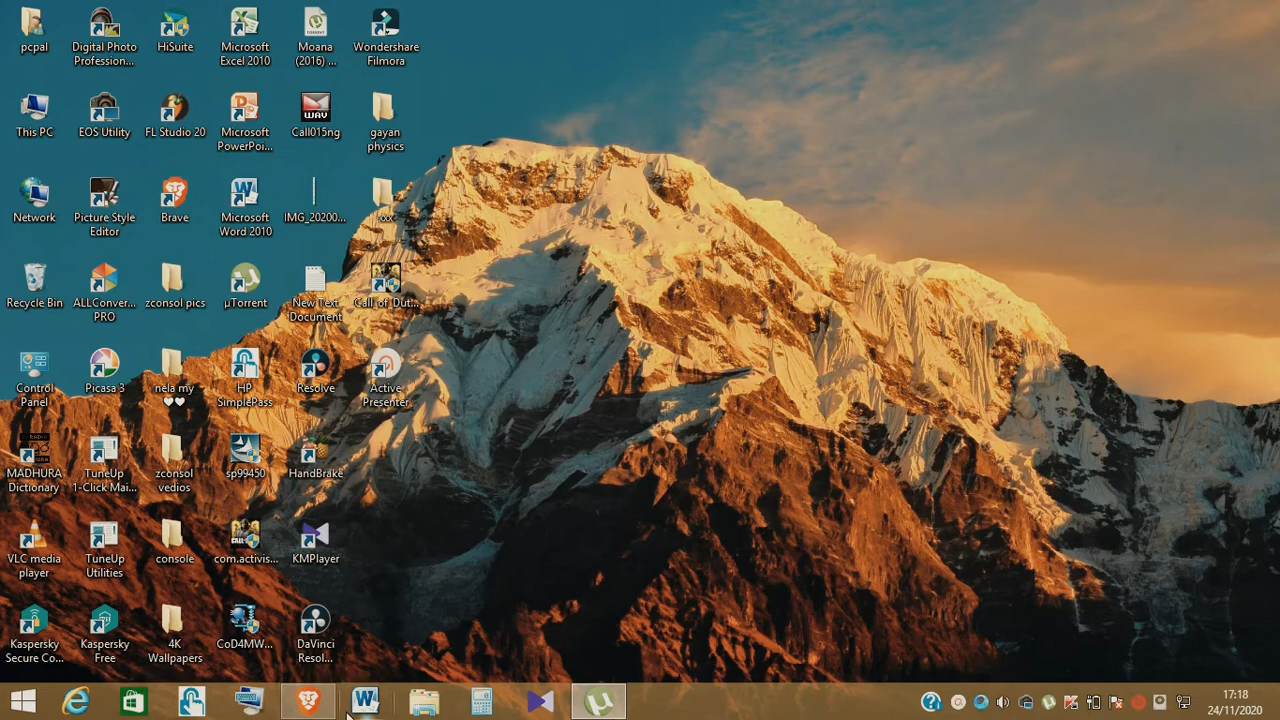 pcpal
Digital Photo
Profession...
HiSuite
Microsoft
Excel 2010
Moana
(2016) ...
Wondershare
Filmora
This PC
EOS Utility
FL Studio 20
Microsoft
PowerPoi...
WAV
Call015ng
gayan
physics
Network
Picture Style
Editor
Brave
Microsoft
Word 2010
IMG_20200...
xxx
Recycle Bin
ALLConver...
PRO
zconsol pics
µTorrent
New Text
Document
Call_of_Dut...
Control
Panel
Picasa 3
nela my
🤍🤍
HP
SimplePass
Resolve
Active
Presenter
MADHURA
Dictionary
TuneUp
1-Click Mai...
zconsol
vedios
sp99450
HandBrake
VLC media
player
TuneUp
Utilities
console
com.activis...
KMPlayer
Kaspersky
Secure Co...
Kaspersky
Free
4K
Wallpapers
CoD4MW...
DaVinci
Resol...
17:18
24/11/2020